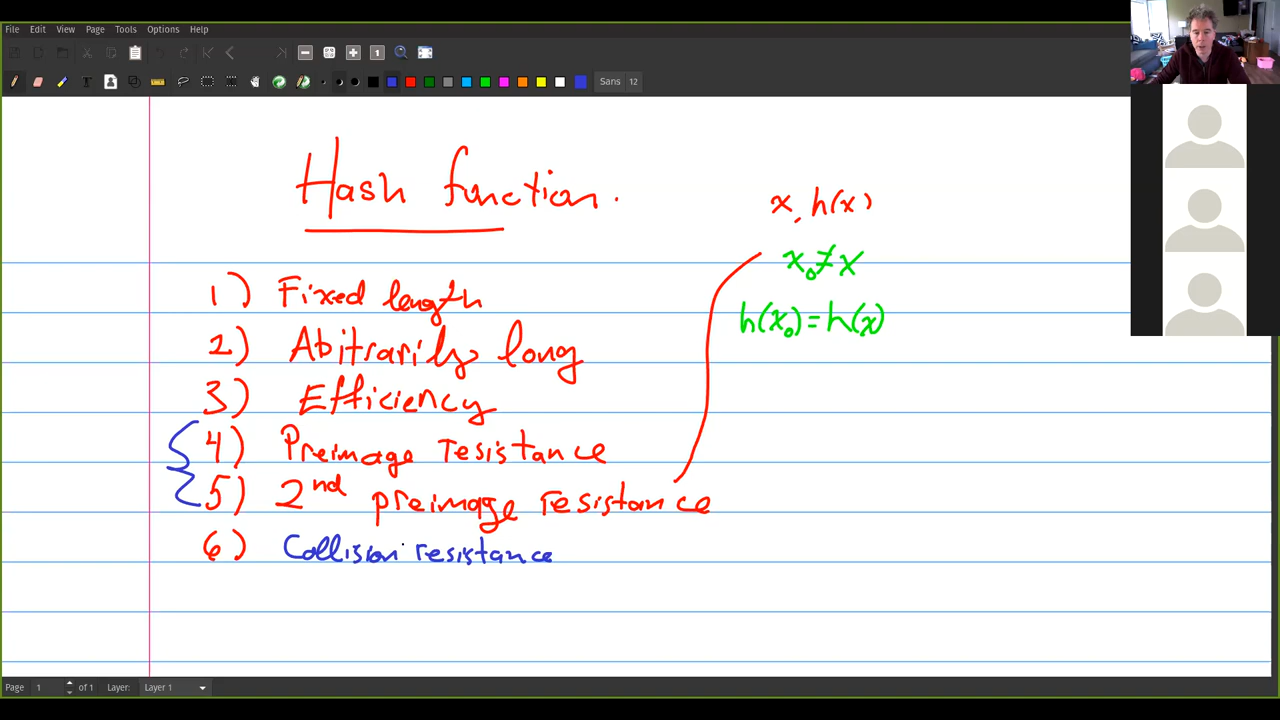 File Edit View Page Tools Options Help
Sans 12
Hash function.
x, h(x)
x₀ ≠ x
h(x₀) = h(x)
1) Fixed length
2) Abitrarily long
3) Efficiency
4) Preimage resistance
5) 2nd preimage resistance
6) Collision resistance
Page 1 of 1 Layer: Layer 1